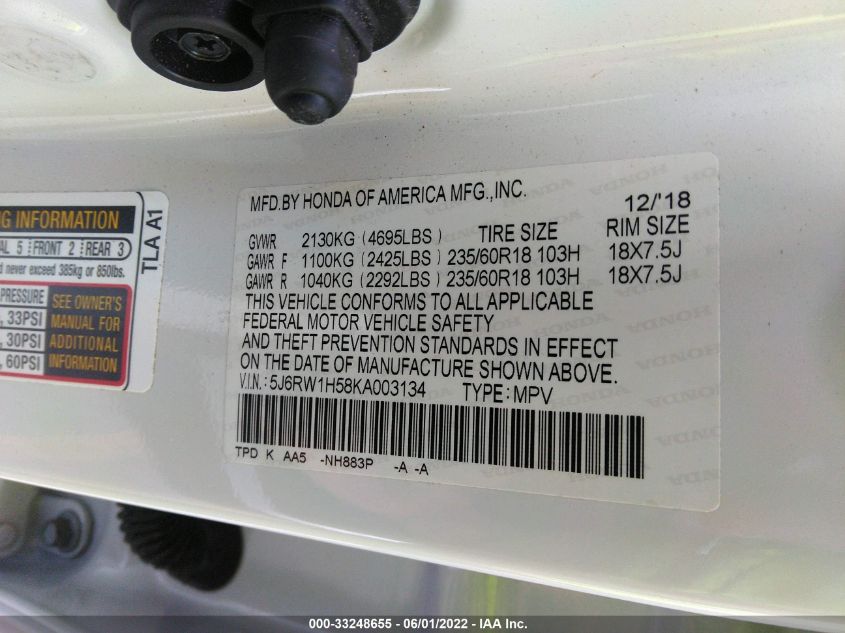 MFD.BY HONDA OF AMERICA MFG.,INC. 12/'18
GVWR 2130KG (4695LBS) TIRE SIZE RIM SIZE
GAWR F 1100KG (2425LBS) 235/60R18 103H 18X7.5J
GAWR R 1040KG (2292LBS) 235/60R18 103H 18X7.5J
THIS VEHICLE CONFORMS TO ALL APPLICABLE
FEDERAL MOTOR VEHICLE SAFETY
AND THEFT PREVENTION STANDARDS IN EFFECT
ON THE DATE OF MANUFACTURE SHOWN ABOVE.
V.I.N.: 5J6RW1H58KA003134 TYPE: MPV
TPD K AA5 -NH883P -A -A
INFORMATION
5 FRONT 2 REAR 3
never exceed 385kg or 850lbs.
PRESSURE
33PSI
30PSI
60PSI
SEE OWNER'S
MANUAL FOR
ADDITIONAL
INFORMATION
TLA A1
000-33248655 - 06/01/2022 - IAA Inc.